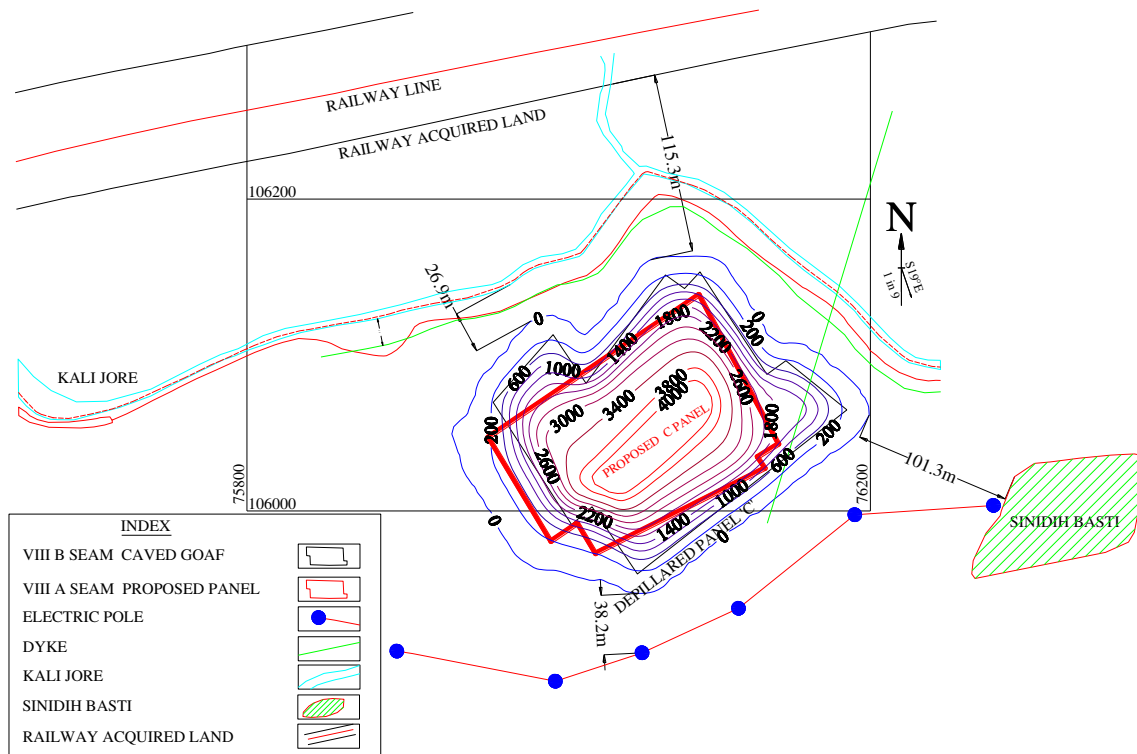 RAILWAY LINE
RAILWAY ACQUIRED LAND
115.3m
106200
N
S19°E
1 in 9
26.9m
0
0
200
1800
2200
1400
1000
600
KALI JORE
3800
4000
3400
3000
2600
200
1800
200
PROPOSED C PANEL
2600
600
1000
101.3m
75800
76200
106000
0
2200
1400
0
DEPILLARED PANEL 'C'
SINIDIH BASTI
38.2m
INDEX
VIII B SEAM CAVED GOAF
VIII A SEAM PROPOSED PANEL
ELECTRIC POLE
DYKE
KALI JORE
SINIDIH BASTI
RAILWAY ACQUIRED LAND